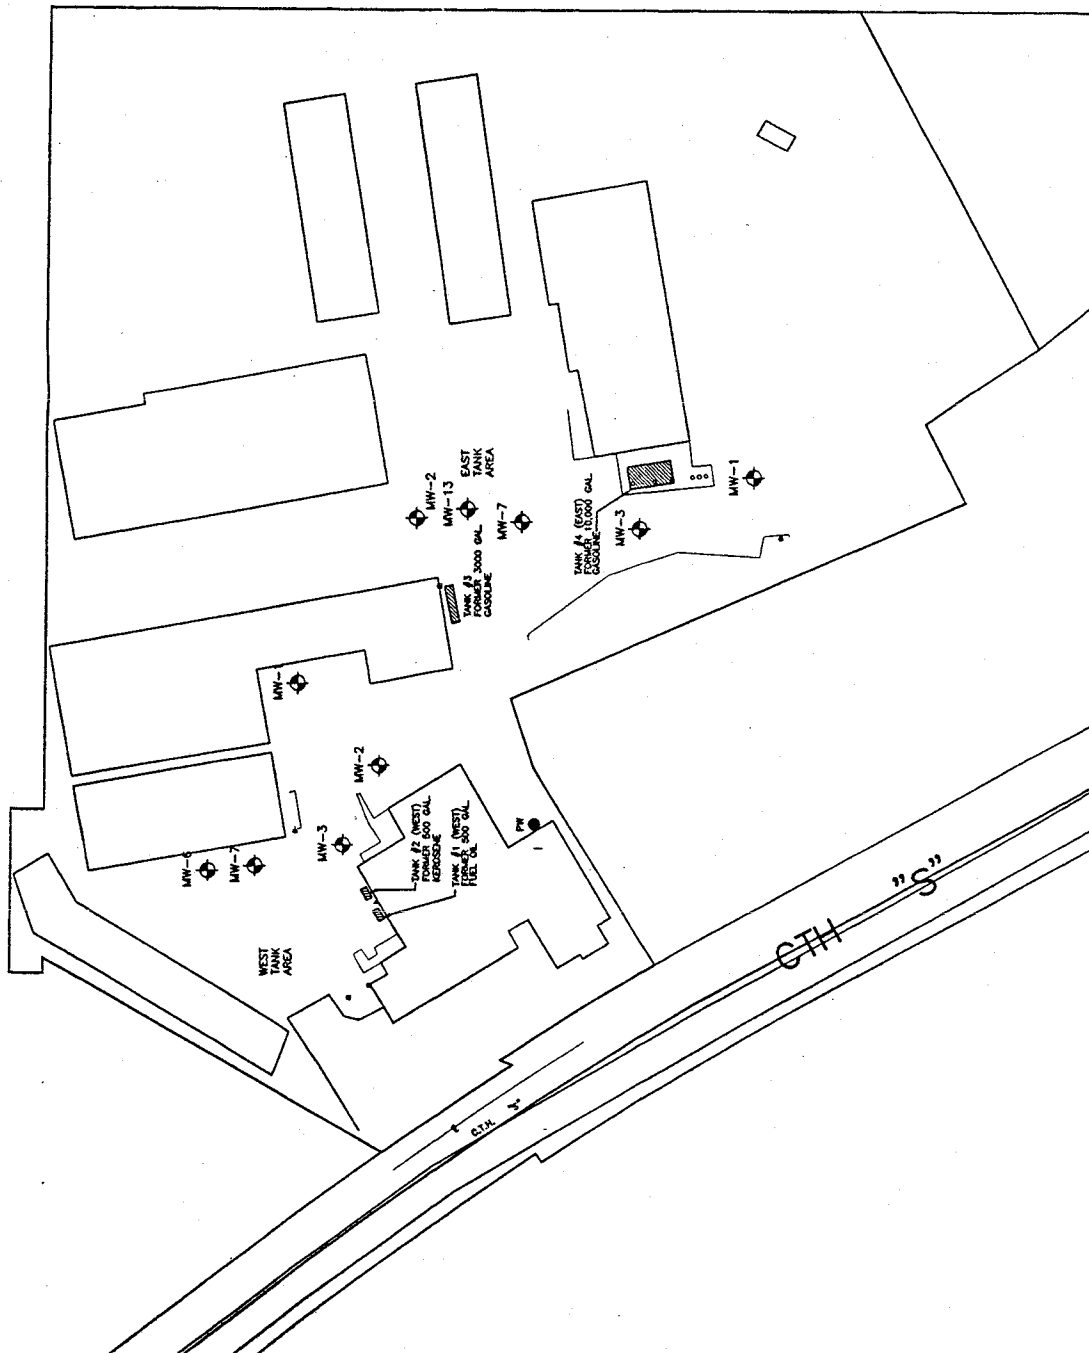 MW-2
MW-13
EAST
TANK
AREA
MW-7
MW-1
MW-3
TANK #4 (EAST)
FORMER 10,000 GAL
GASOLINE
TANK #3
FORMER 3000 GAL
GASOLINE
MW-2
MW-3
TANK #2 (WEST)
FORMER 500 GAL
KEROSENE
TANK #1 (WEST)
FORMER 500 GAL
FUEL OIL
PW
MW-6
MW-7
WEST
TANK
AREA
CTH "S"
C.T.H.